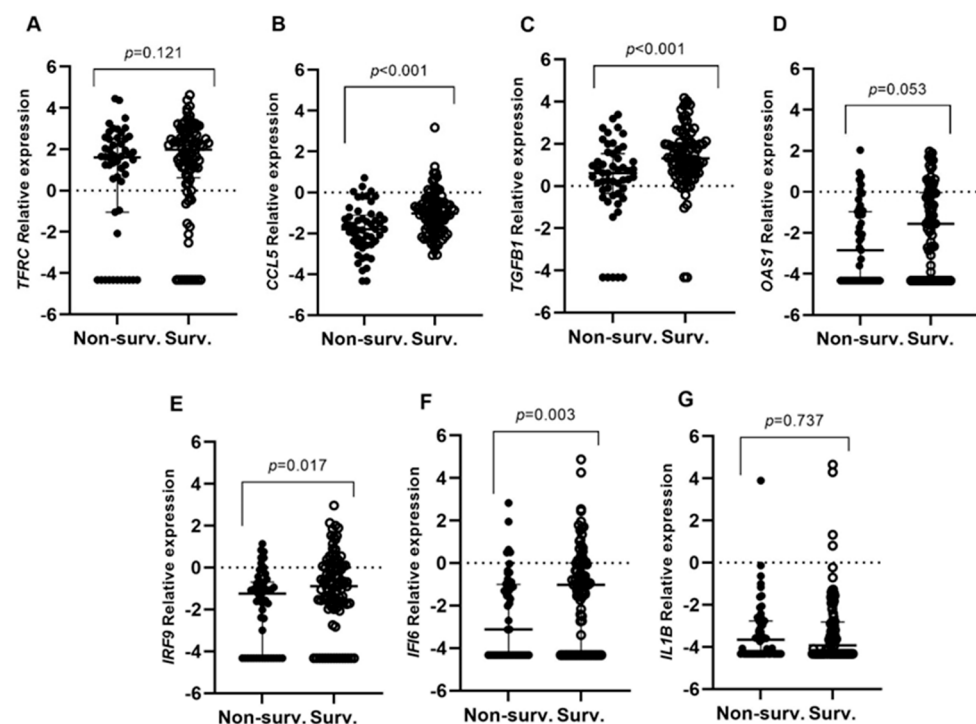 A
p=0.121
TFRC Relative expression
6
4
2
0
-2
-4
-6
Non-surv. Surv.
B
p<0.001
CCL5 Relative expression
6
4
2
0
-2
-4
-6
Non-surv. Surv.
C
p<0.001
TGFB1 Relative expression
6
4
2
0
-2
-4
-6
Non-surv. Surv.
D
p=0.053
OAS1 Relative expression
6
4
2
0
-2
-4
-6
Non-surv. Surv.
E
p=0.017
IRF9 Relative expression
6
4
2
0
-2
-4
-6
Non-surv. Surv.
F
p=0.003
IFI6 Relative expression
6
4
2
0
-2
-4
-6
Non-surv. Surv.
G
p=0.737
IL1B Relative expression
6
4
2
0
-2
-4
-6
Non-surv. Surv.